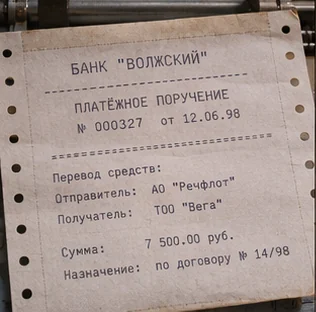 БАНК "ВОЛЖСКИЙ"
ПЛАТЁЖНОЕ ПОРУЧЕНИЕ
№ 000327 от 12.06.98
Перевод средств:
Отправитель: АО "Речфлот"
Получатель: ТОО "Вега"
Сумма: 7 500.00 руб.
Назначение: по договору № 14/98